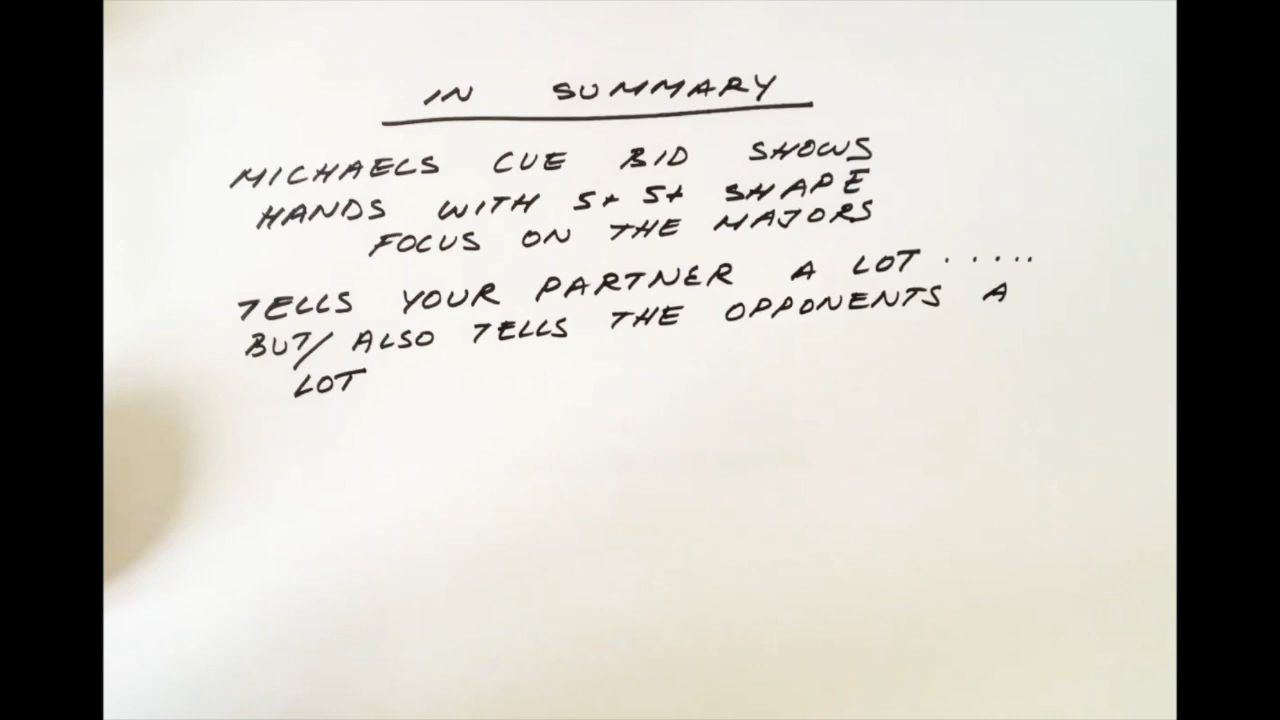 IN SUMMARY
MICHAELS CUE BID SHOWS
HANDS WITH 5+ 5+ SHAPE
FOCUS ON THE MAJORS
TELLS YOUR PARTNER A LOT .....
BUT/ ALSO TELLS THE OPPONENTS A
LOT